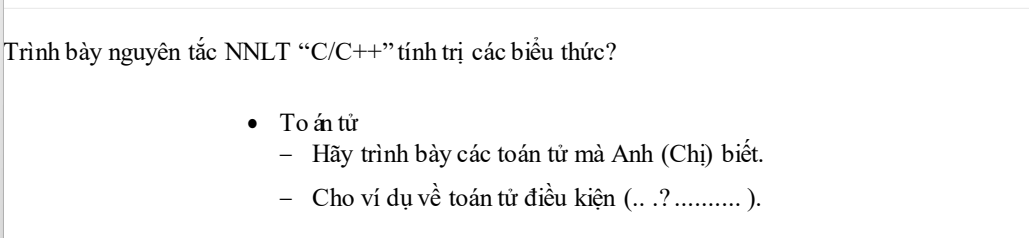 Trình bày nguyên tắc NNLT “C/C++” tính trị các biểu thức?
• Toán tử
– Hãy trình bày các toán tử mà Anh (Chị) biết.
– Cho ví dụ về toán tử điều kiện (.. .?.......... ).